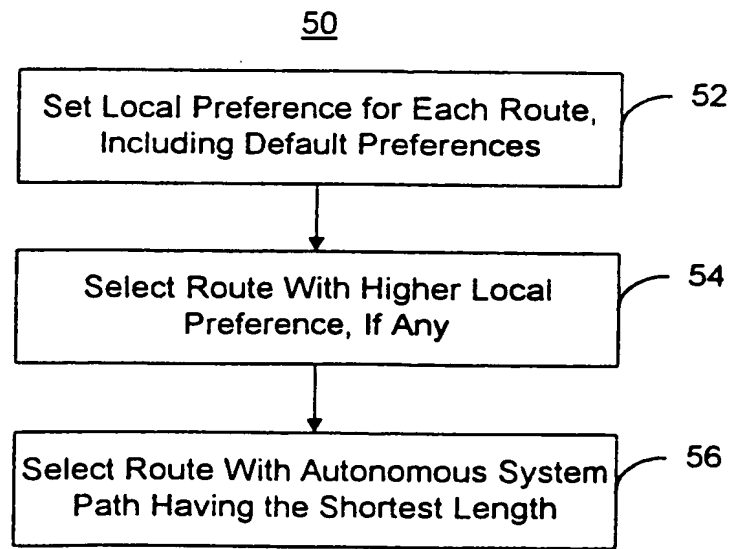 50
Set Local Preference for Each Route,
Including Default Preferences
52
Select Route With Higher Local
Preference, If Any
54
Select Route With Autonomous System
Path Having the Shortest Length
56